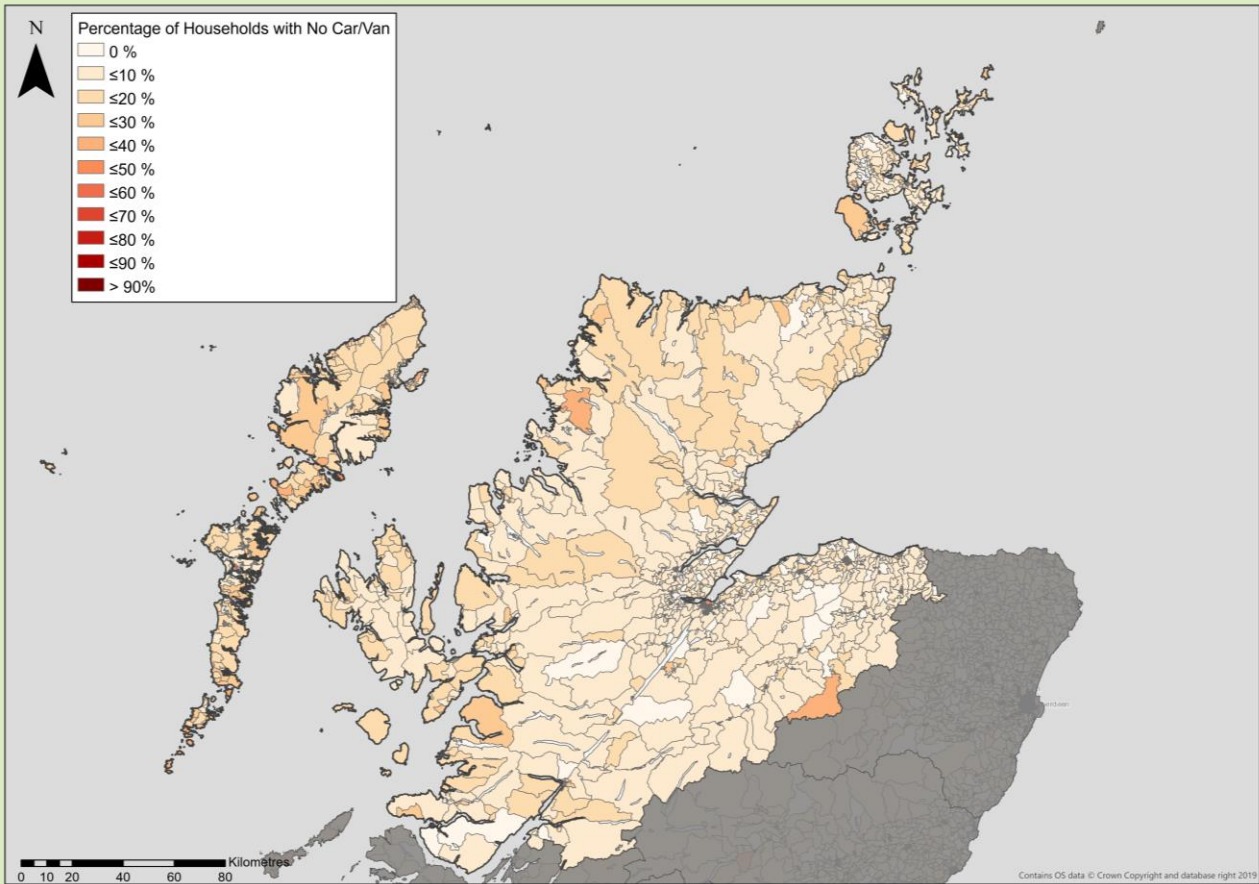 N
Percentage of Households with No Car/Van
0 %
≤10 %
≤20 %
≤30 %
≤40 %
≤50 %
≤60 %
≤70 %
≤80 %
≤90 %
> 90%
Kilometres
0 10 20 40 60 80
Contains OS data © Crown Copyright and database right 2019